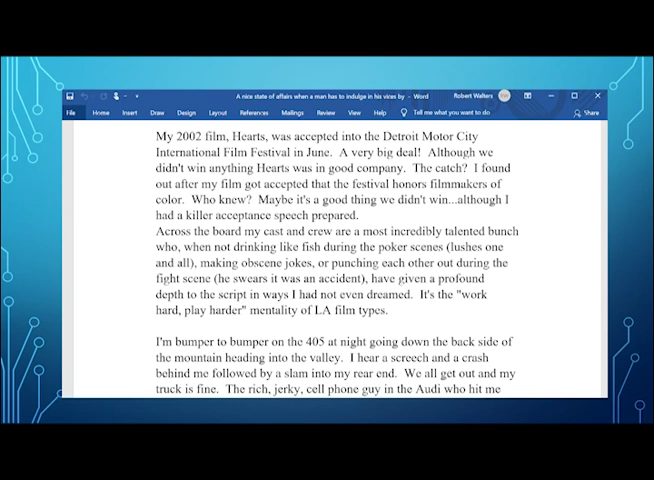 A nice state of affairs when a man has to indulge in his vices by - Word
Robert Walters
File Home Insert Draw Design Layout References Mailings Review View Help Tell me what you want to do Share
My 2002 film, Hearts, was accepted into the Detroit Motor City
International Film Festival in June. A very big deal! Although we
didn't win anything Hearts was in good company. The catch? I found
out after my film got accepted that the festival honors filmmakers of
color. Who knew? Maybe it's a good thing we didn't win...although I
had a killer acceptance speech prepared.
Across the board my cast and crew are a most incredibly talented bunch
who, when not drinking like fish during the poker scenes (lushes one
and all), making obscene jokes, or punching each other out during the
fight scene (he swears it was an accident), have given a profound
depth to the script in ways I had not even dreamed. It's the "work
hard, play harder" mentality of LA film types.
I'm bumper to bumper on the 405 at night going down the back side of
the mountain heading into the valley. I hear a screech and a crash
behind me followed by a slam into my rear end. We all get out and my
truck is fine. The rich, jerky, cell phone guy in the Audi who hit me